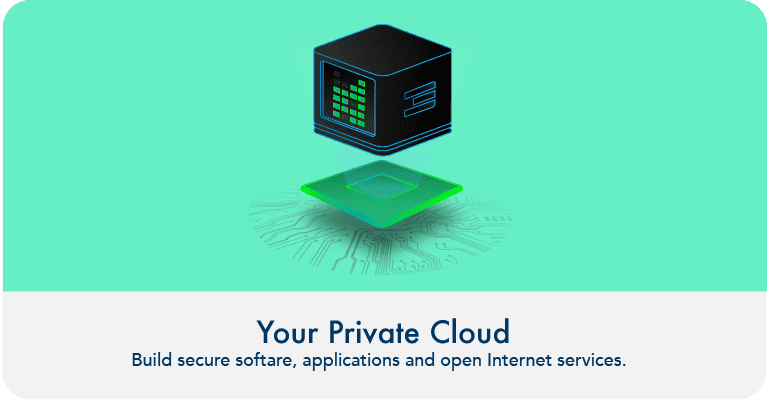 Your Private Cloud
Build secure softare, applications and open Internet services.